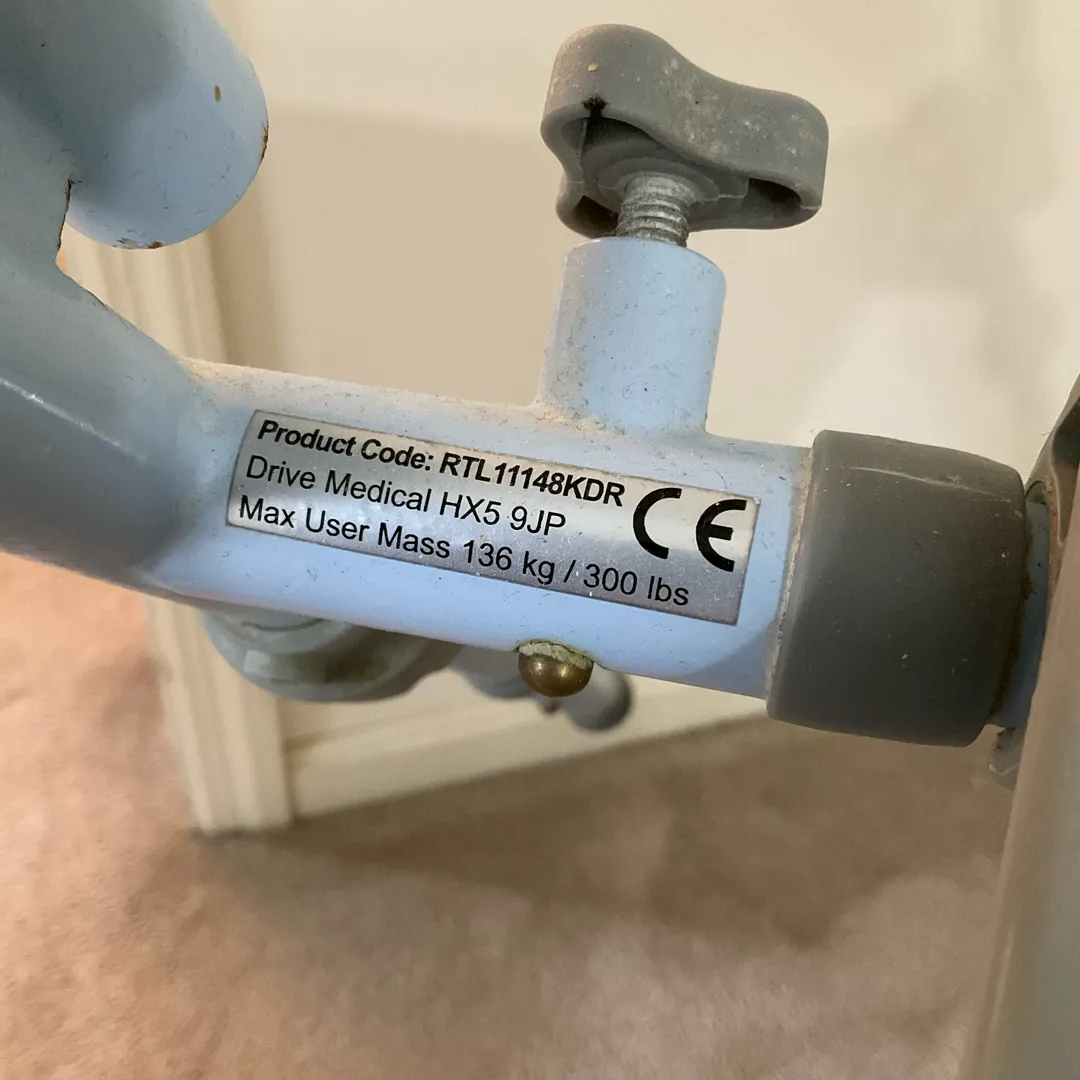 Product Code: RTL11148KDR
Drive Medical HX5 9JP
Max User Mass 136 kg / 300 lbs
CE